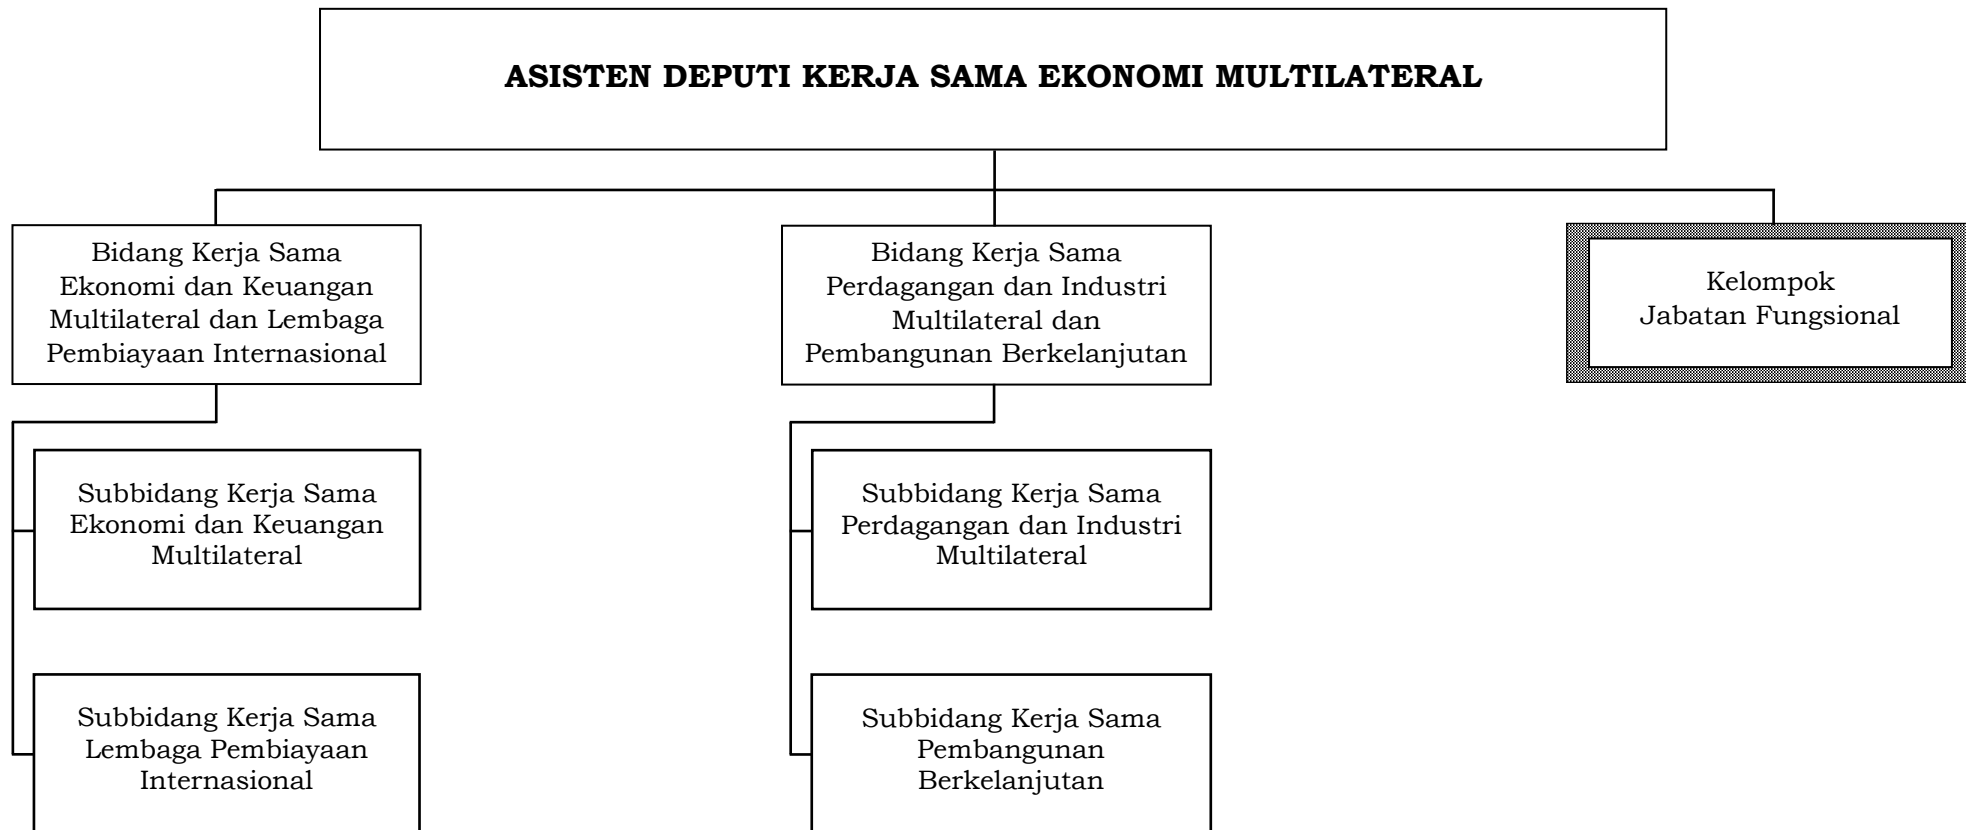 ASISTEN DEPUTI KERJA SAMA EKONOMI MULTILATERAL
Bidang Kerja Sama
Ekonomi dan Keuangan
Multilateral dan Lembaga
Pembiayaan Internasional
Bidang Kerja Sama
Perdagangan dan Industri
Multilateral dan
Pembangunan Berkelanjutan
Kelompok
Jabatan Fungsional
Subbidang Kerja Sama
Ekonomi dan Keuangan
Multilateral
Subbidang Kerja Sama
Perdagangan dan Industri
Multilateral
Subbidang Kerja Sama
Lembaga Pembiayaan
Internasional
Subbidang Kerja Sama
Pembangunan
Berkelanjutan